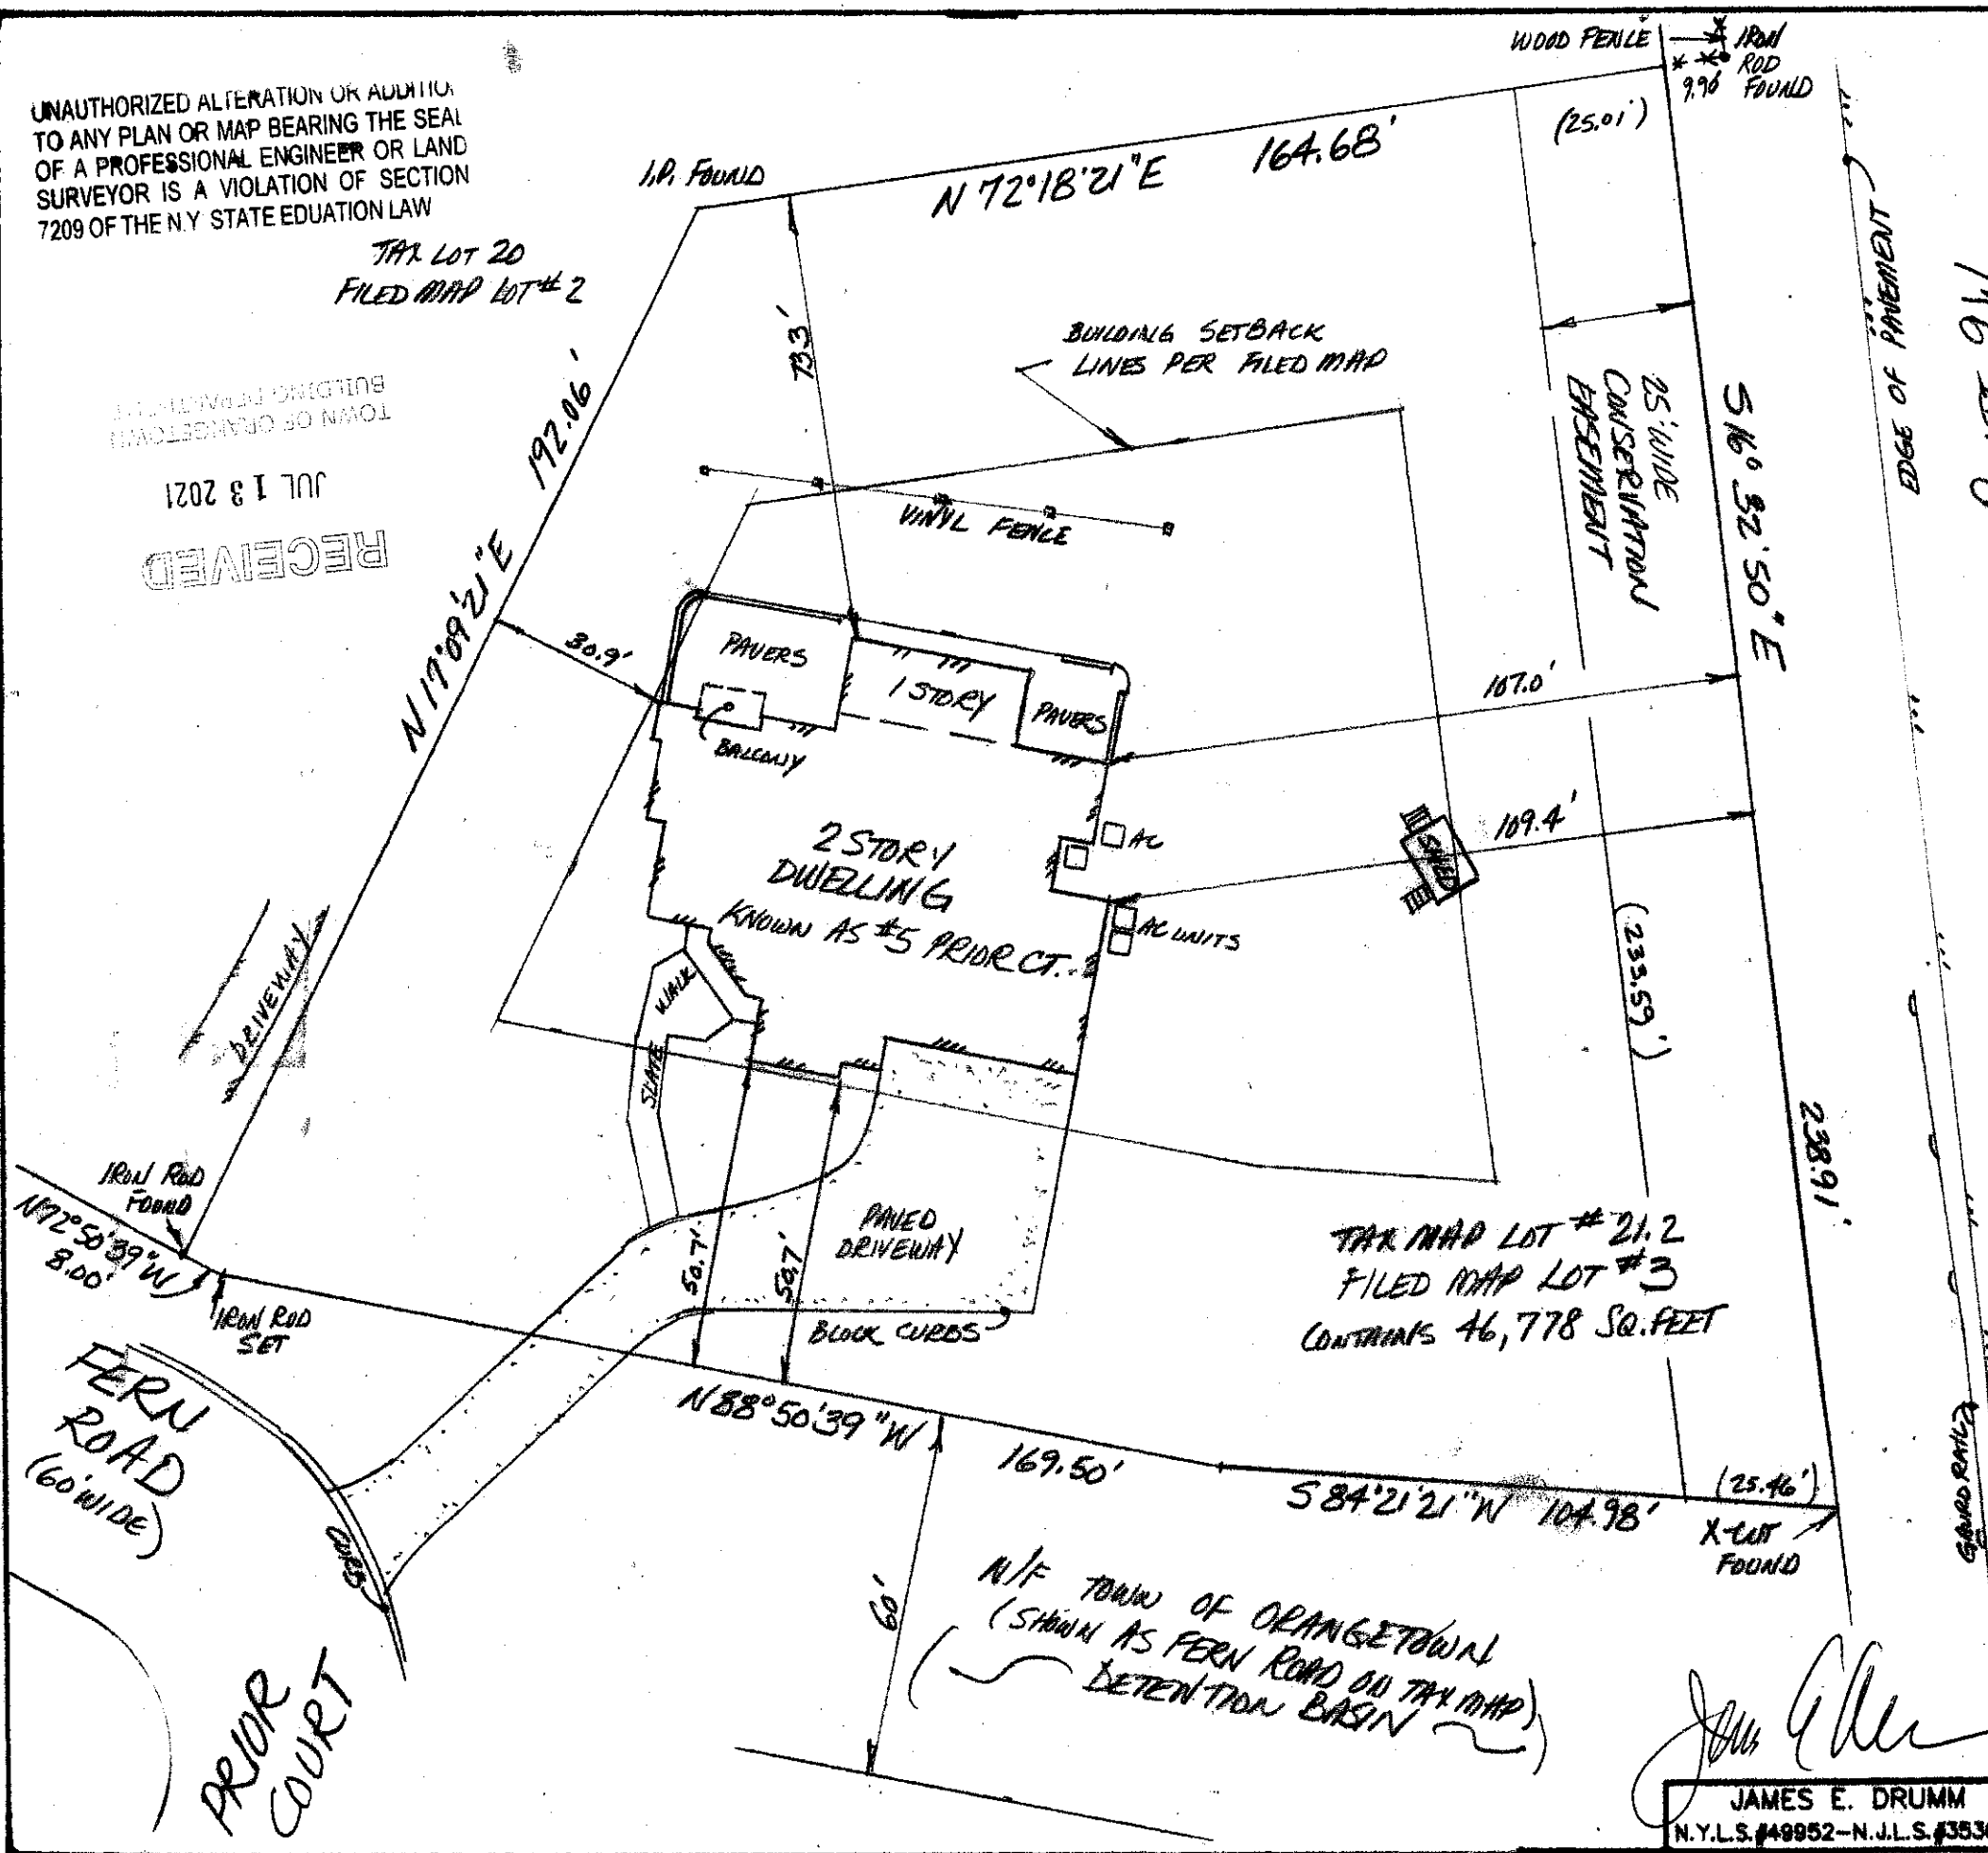 UNAUTHORIZED ALTERATION OR ADDITIO
TO ANY PLAN OR MAP BEARING THE SEAL
OF A PROFESSIONAL ENGINEER OR LAND
SURVEYOR IS A VIOLATION OF SECTION
7209 OF THE N.Y STATE EDUATION LAW
TAX LOT 20
FILED MAP LOT #2
RECEIVED
JUL 13 2021
TOWN OF ORANGETOWN
BUILDING DEPARTMENT
I.P. FOUND
N 72°18'21"E 164.68'
WOOD FENCE
IRON
ROD
FOUND
9.96
(25.01')
EDGE OF PAVEMENT
192.06'
N17°09'21"E
73.3'
BUILDING SETBACK
LINES PER FILED MAP
25' WIDE
CONSERVATION
EASEMENT
S 16° 32' 50" E
VINYL FENCE
30.9'
PAVERS
1 STORY
PAVERS
BALCONY
107.0'
2 STORY
DWELLING
KNOWN AS #5 PRIOR CT.
AC
AC UNITS
SHED
109.4'
(233.59')
238.91'
DRIVEWAY
SLATE
WALK
IRON ROD
FOUND
N72°50'39"W
8.00'
IRON ROD
SET
50.7'
50.7'
PAVED
DRIVEWAY
BLOCK CURBS
TAX MAP LOT # 21.2
FILED MAP LOT #3
CONTAINS 46,778 SQ. FEET
FERN
ROAD
(60' WIDE)
CURB
N88°50'39"W 169.50'
S 84°21'21"W 104.98'
(25.46')
X-CUT
FOUND
GAURDRAIL
60'
N/F TOWN OF ORANGETOWN
(SHOWN AS FERN ROAD ON TAX MAP)
DETENTION BASIN
PRIOR
COURT
JAMES E. DRUMM
N.Y.L.S.#49952-N.J.L.S.#353